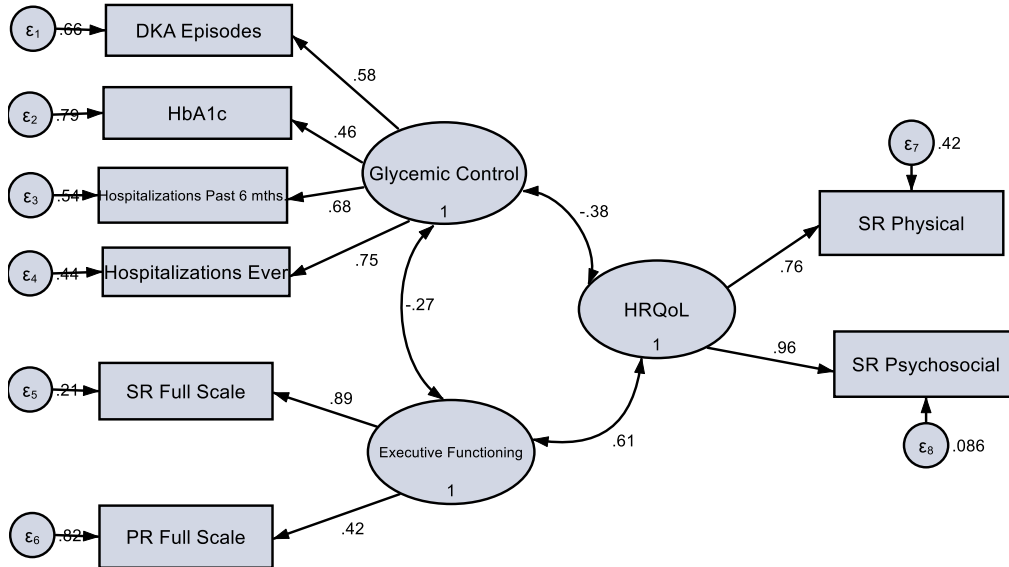 ε1 .66 DKA Episodes
.58
ε2 .79 HbA1c
.46
Glycemic Control
1
ε3 .54 Hospitalizations Past 6 mths.
.68
ε4 .44 Hospitalizations Ever
.75
-.38
-.27
ε7 .42
SR Physical
.76
HRQoL
1
.96
SR Psychosocial
ε8 .086
.61
ε5 .21 SR Full Scale
.89
Executive Functioning
1
ε6 .82 PR Full Scale
.42